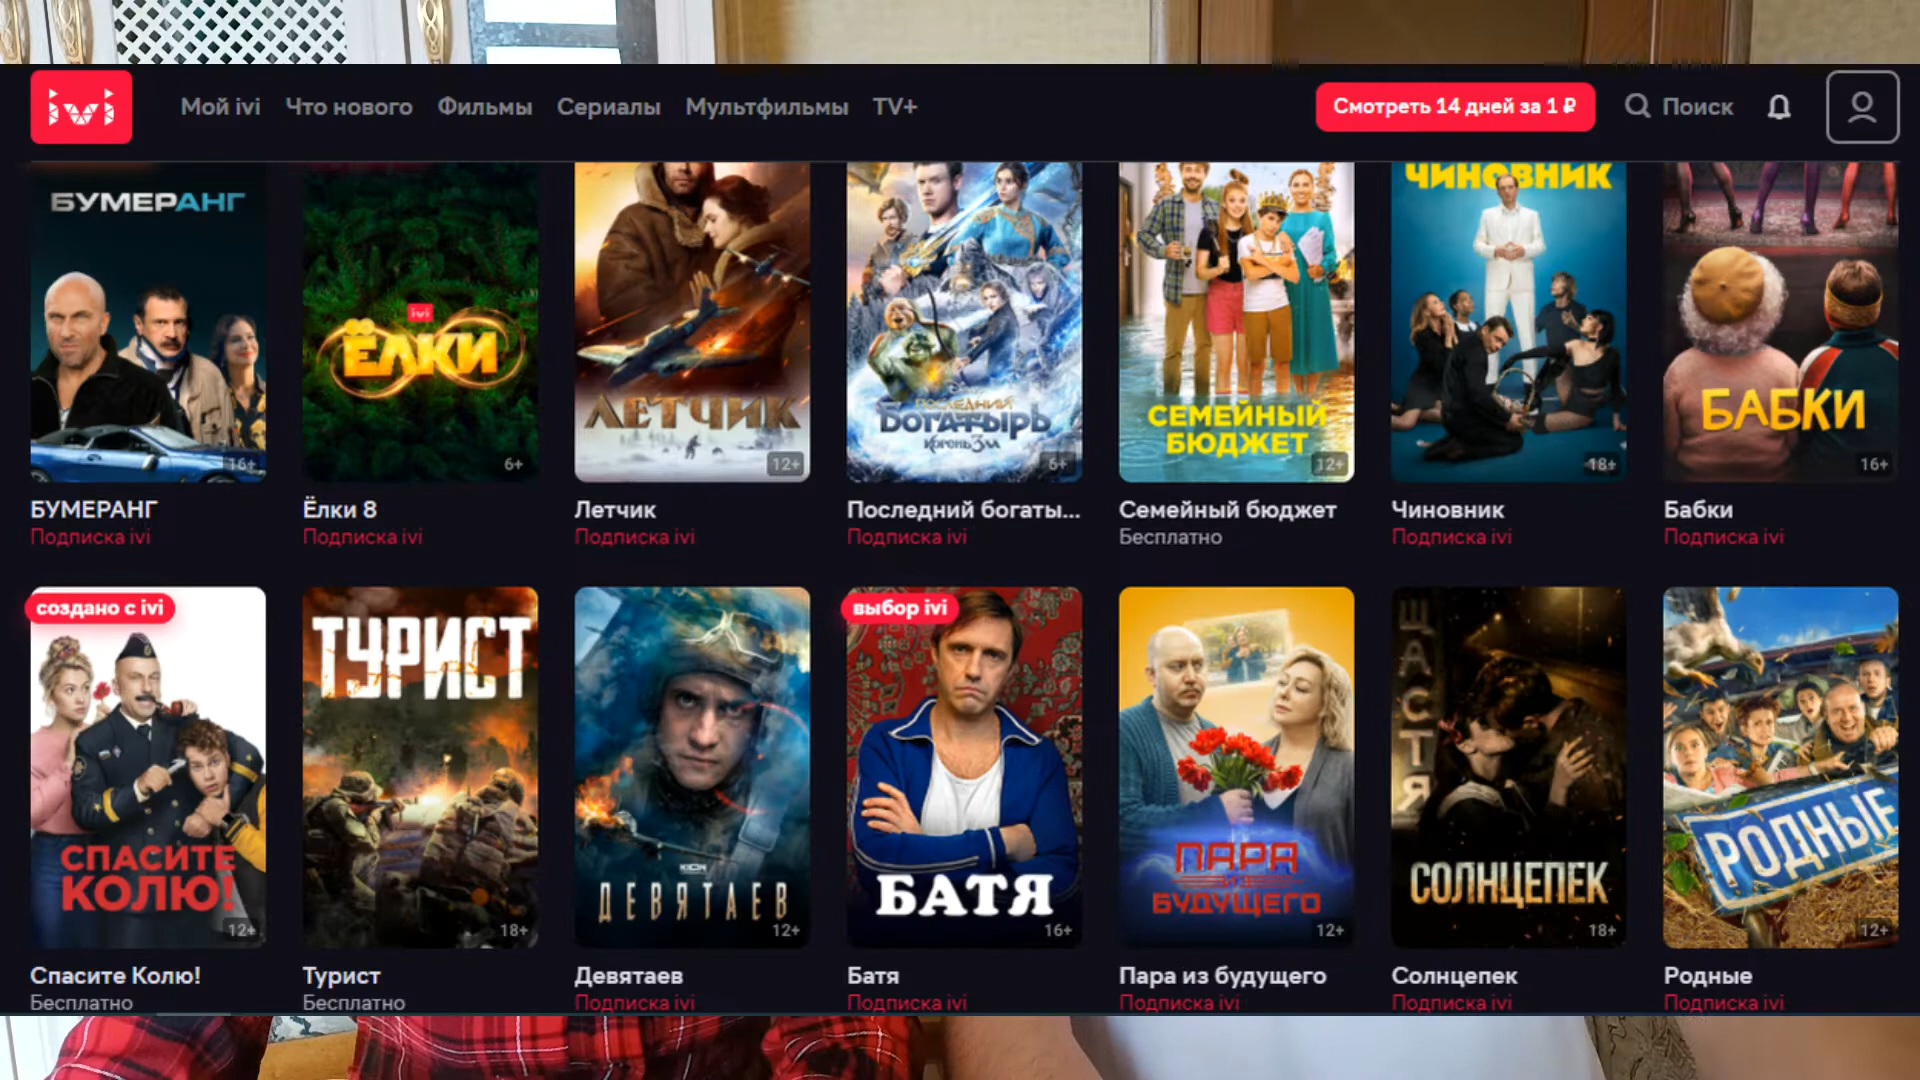 ivi
Мой ivi Что нового Фильмы Сериалы Мультфильмы TV+
Смотреть 14 дней за 1 ₽
Поиск
БУМЕРАНГ
16+
ivi
ЁЛКИ
6+
ЛЕТЧИК
12+
ПОСЛЕДНИЙ
БОГАТЫРЬ
КОРЕНЬ ЗЛА
6+
СЕМЕЙНЫЙ
БЮДЖЕТ
12+
ЧИНОВНИК
18+
БАБКИ
16+
БУМЕРАНГ
Подписка ivi
Ёлки 8
Подписка ivi
Летчик
Подписка ivi
Последний богаты...
Подписка ivi
Семейный бюджет
Бесплатно
Чиновник
Подписка ivi
Бабки
Подписка ivi
создано с ivi
СПАСИТЕ
КОЛЮ!
12+
ТУРИСТ
18+
KION
ДЕВЯТАЕВ
12+
выбор ivi
БАТЯ
16+
ПАРА
ИЗ
БУДУЩЕГО
12+
ЩАСТЯ
СОЛНЦЕПЕК
18+
РОДНЫЕ
12+
Спасите Колю!
Бесплатно
Турист
Бесплатно
Девятаев
Подписка ivi
Батя
Подписка ivi
Пара из будущего
Подписка ivi
Солнцепек
Подписка ivi
Родные
Подписка ivi